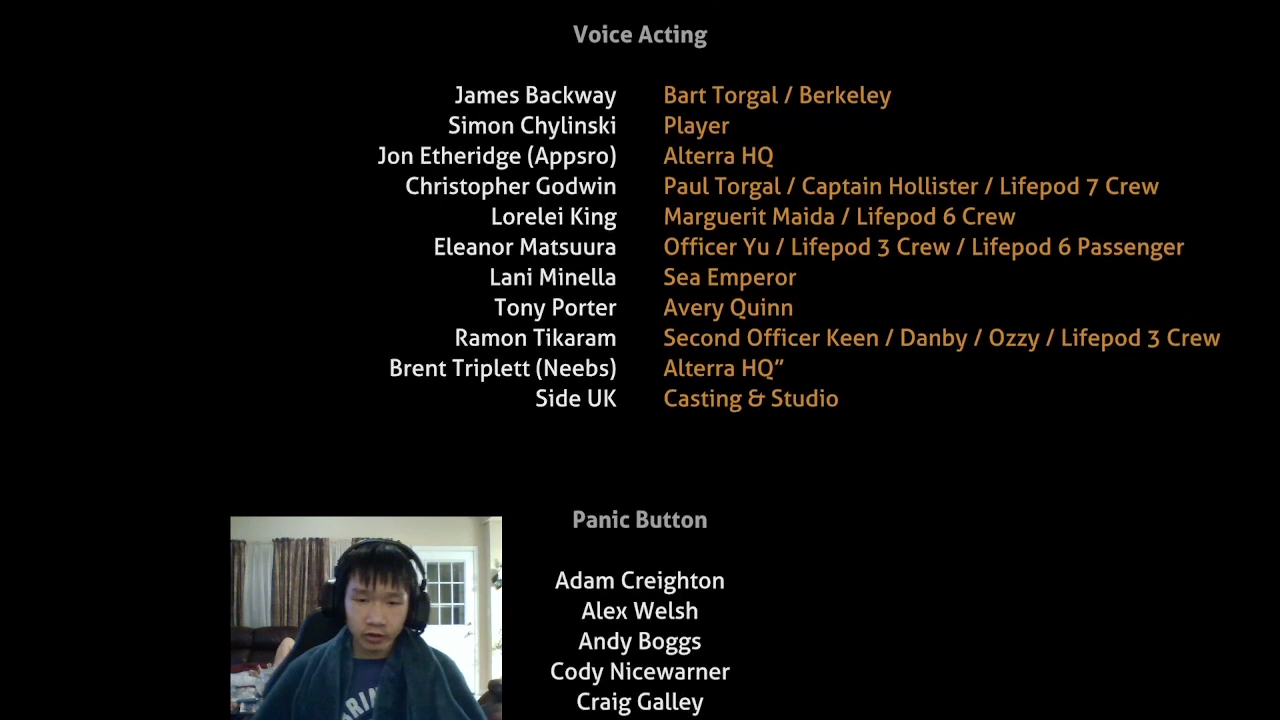 Voice Acting
James Backway Bart Torgal / Berkeley
Simon Chylinski Player
Jon Etheridge (Appsro) Alterra HQ
Christopher Godwin Paul Torgal / Captain Hollister / Lifepod 7 Crew
Lorelei King Marguerit Maida / Lifepod 6 Crew
Eleanor Matsuura Officer Yu / Lifepod 3 Crew / Lifepod 6 Passenger
Lani Minella Sea Emperor
Tony Porter Avery Quinn
Ramon Tikaram Second Officer Keen / Danby / Ozzy / Lifepod 3 Crew
Brent Triplett (Neebs) Alterra HQ”
Side UK Casting & Studio
Panic Button
Adam Creighton
Alex Welsh
Andy Boggs
Cody Nicewarner
Craig Galley